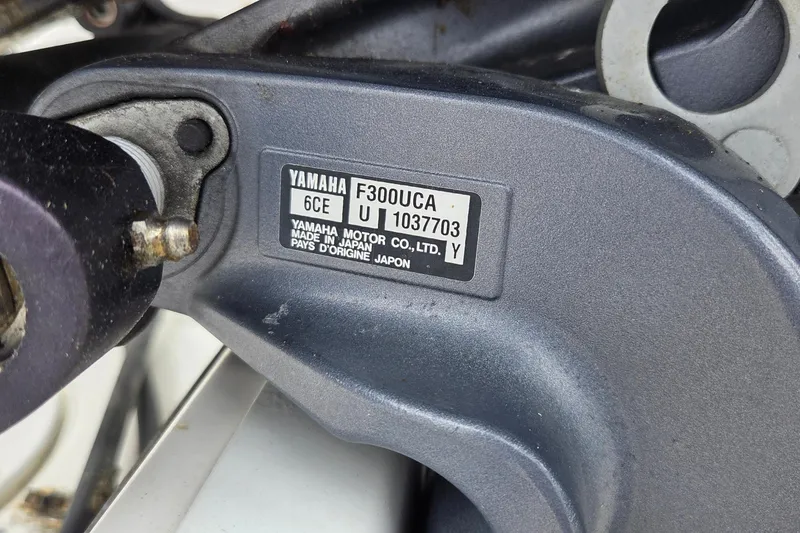 YAMAHA F300UCA
6CE U 1037703
YAMAHA MOTOR CO.,LTD. Y
MADE IN JAPAN
PAYS D'ORIGINE JAPON